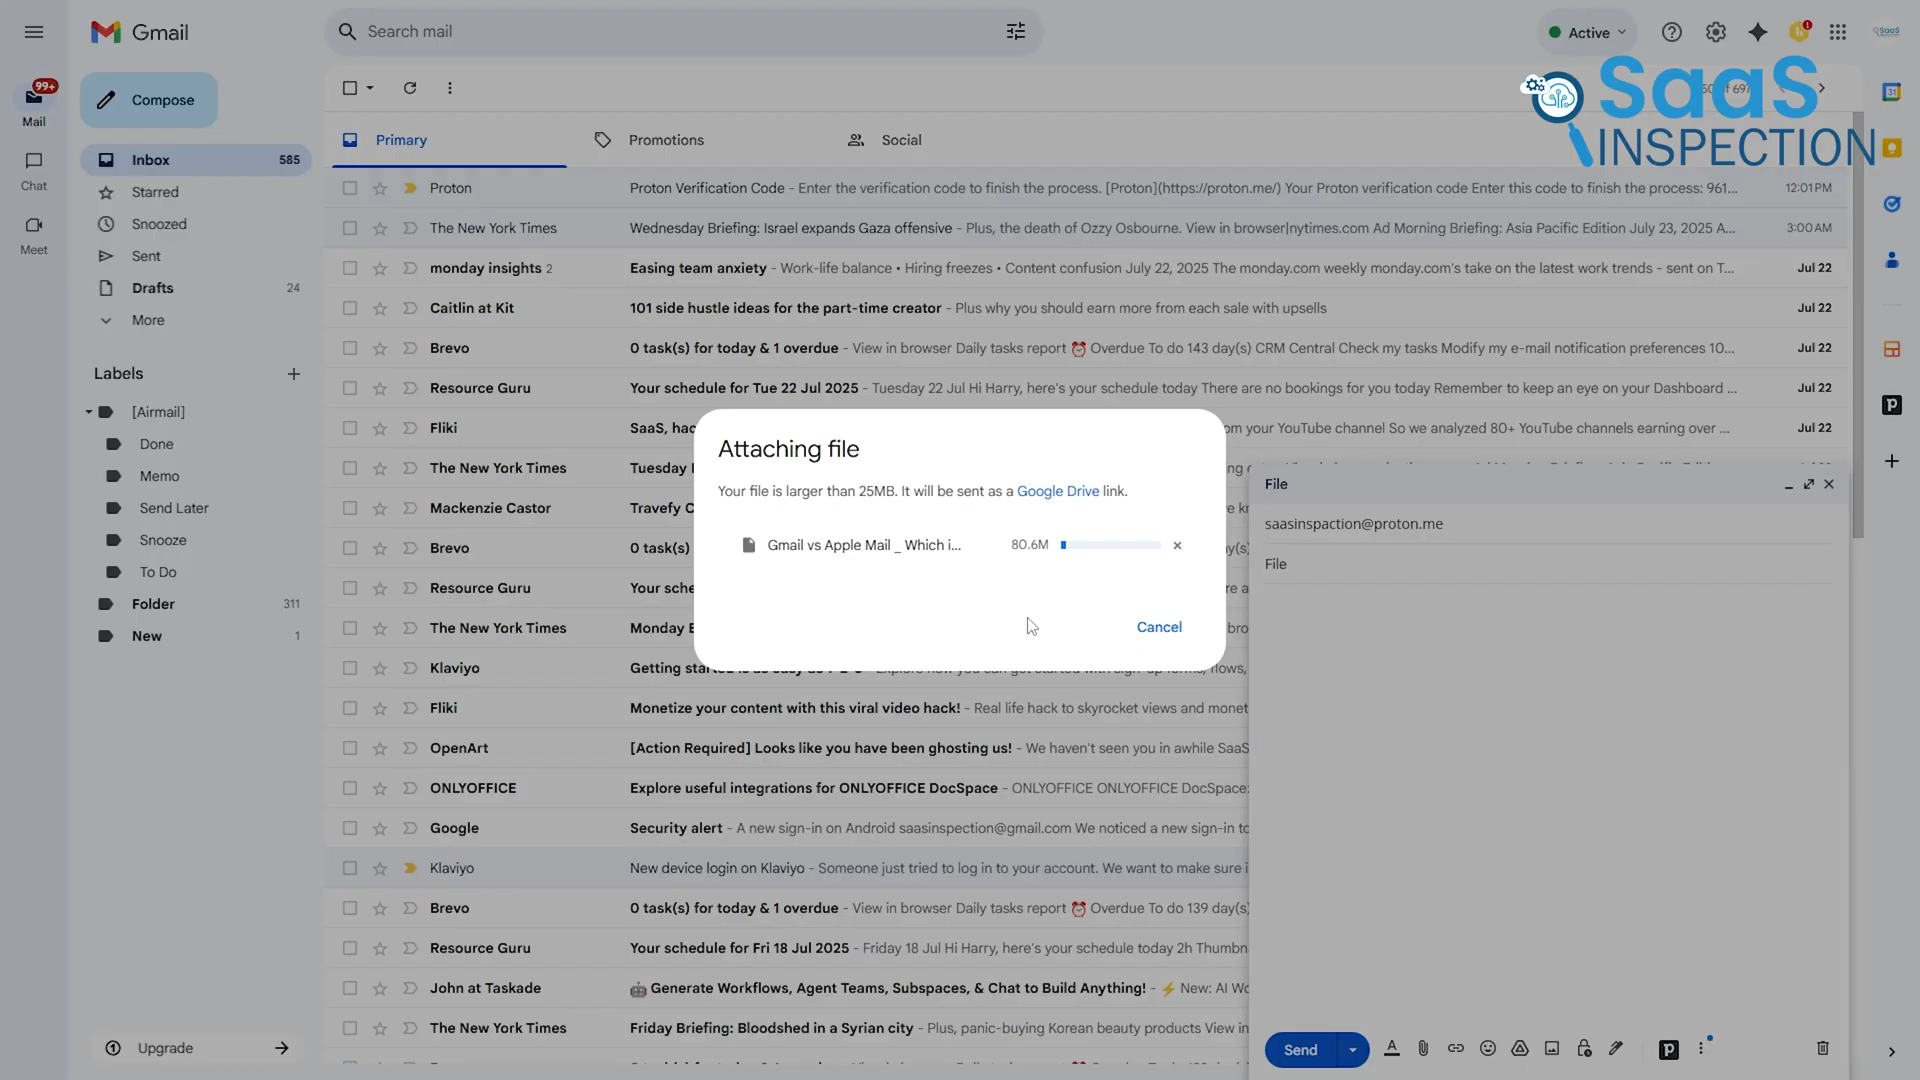 Gmail
Search mail
Active
SaaS
INSPECTION
99+
Mail
Chat
Meet
Compose
Inbox 585
Starred
Snoozed
Sent
Drafts 24
More
Labels
[Airmail]
Done
Memo
Send Later
Snooze
To Do
Folder 311
New 1
Upgrade
Primary
Promotions
Social
Proton Proton Verification Code - Enter the verification code to finish the process. [Proton](https://proton.me/) Your Proton verification code Enter this code to finish the process: 961... 12:01 PM
The New York Times Wednesday Briefing: Israel expands Gaza offensive - Plus, the death of Ozzy Osbourne. View in browser|nytimes.com Ad Morning Briefing: Asia Pacific Edition July 23, 2025 A... 3:00 AM
monday insights 2 Easing team anxiety - Work-life balance • Hiring freezes • Content confusion July 22, 2025 The monday.com weekly monday.com's take on the latest work trends - sent on T... Jul 22
Caitlin at Kit 101 side hustle ideas for the part-time creator - Plus why you should earn more from each sale with upsells Jul 22
Brevo 0 task(s) for today & 1 overdue - View in browser Daily tasks report ⏰ Overdue To do 143 day(s) CRM Central Check my tasks Modify my e-mail notification preferences 10... Jul 22
Resource Guru Your schedule for Tue 22 Jul 2025 - Tuesday 22 Jul Hi Harry, here's your schedule today There are no bookings for you today Remember to keep an eye on your Dashboard ... Jul 22
Fliki SaaS, hac om your YouTube channel So we analyzed 80+ YouTube channels earning over ... Jul 22
The New York Times Tuesday
Mackenzie Castor Travefy C
Brevo 0 task(s)
Resource Guru Your sche
The New York Times Monday
Klaviyo Getting
Fliki Monetize your content with this viral video hack! - Real life hack to skyrocket views and monet
OpenArt [Action Required] Looks like you have been ghosting us! - We haven't seen you in awhile SaaS
ONLYOFFICE Explore useful integrations for ONLYOFFICE DocSpace - ONLYOFFICE ONLYOFFICE DocSpace
Google Security alert - A new sign-in on Android saasinspection@gmail.com We noticed a new sign-in to
Klaviyo New device login on Klaviyo - Someone just tried to log in to your account. We want to make sure i
Brevo 0 task(s) for today & 1 overdue - View in browser Daily tasks report ⏰ Overdue To do 139 day(s)
Resource Guru Your schedule for Fri 18 Jul 2025 - Friday 18 Jul Hi Harry, here's your schedule today 2h Thumbn
John at Taskade 🤖 Generate Workflows, Agent Teams, Subspaces, & Chat to Build Anything! - ⚡ New: AI Wo
The New York Times Friday Briefing: Bloodshed in a Syrian city - Plus, panic-buying Korean beauty products View in
Attaching file
Your file is larger than 25MB. It will be sent as a Google Drive link.
Gmail vs Apple Mail _ Which i... 80.6M
Cancel
File
saasinspaction@proton.me
File
Send